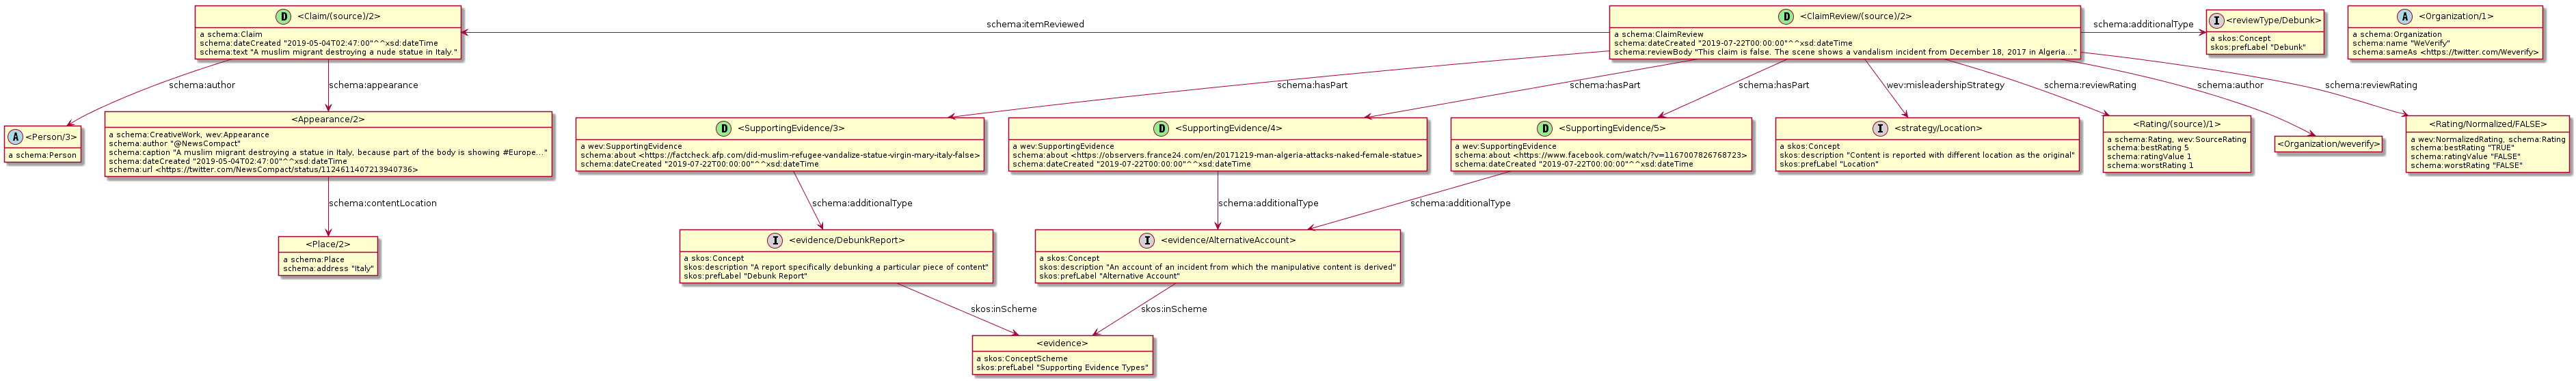 D <Claim/(source)/2>
a schema:Claim
schema:dateCreated "2019-05-04T02:47:00"^^xsd:dateTime
schema:text "A muslim migrant destroying a nude statue in Italy."
schema:itemReviewed
D <ClaimReview/(source)/2>
a schema:ClaimReview
schema:dateCreated "2019-07-22T00:00:00"^^xsd:dateTime
schema:reviewBody "This claim is false. The scene shows a vandalism incident from December 18, 2017 in Algeria..."
schema:additionalType
I <reviewType/Debunk>
a skos:Concept
skos:prefLabel "Debunk"
A <Organization/1>
a schema:Organization
schema:name "WeVerify"
schema:sameAs <https://twitter.com/Weverify>
schema:author
schema:appearance
schema:hasPart
schema:hasPart
schema:hasPart
wev:misleadershipStrategy
schema:reviewRating
schema:author
schema:reviewRating
A <Person/3>
a schema:Person
<Appearance/2>
a schema:CreativeWork, wev:Appearance
schema:author "@NewsCompact"
schema:caption "A muslim migrant destroying a statue in Italy, because part of the body is showing #Europe..."
schema:dateCreated "2019-05-04T02:47:00"^^xsd:dateTime
schema:url <https://twitter.com/NewsCompact/status/1124611407213940736>
D <SupportingEvidence/3>
a wev:SupportingEvidence
schema:about <https://factcheck.afp.com/did-muslim-refugee-vandalize-statue-virgin-mary-italy-false>
schema:dateCreated "2019-07-22T00:00:00"^^xsd:dateTime
D <SupportingEvidence/4>
a wev:SupportingEvidence
schema:about <https://observers.france24.com/en/20171219-man-algeria-attacks-naked-female-statue>
schema:dateCreated "2019-07-22T00:00:00"^^xsd:dateTime
D <SupportingEvidence/5>
a wev:SupportingEvidence
schema:about <https://www.facebook.com/watch/?v=1167007826768723>
schema:dateCreated "2019-07-22T00:00:00"^^xsd:dateTime
I <strategy/Location>
a skos:Concept
skos:description "Content is reported with different location as the original"
skos:prefLabel "Location"
<Rating/(source)/1>
a schema:Rating, wev:SourceRating
schema:bestRating 5
schema:ratingValue 1
schema:worstRating 1
<Organization/weverify>
<Rating/Normalized/FALSE>
a wev:NormalizedRating, schema:Rating
schema:bestRating "TRUE"
schema:ratingValue "FALSE"
schema:worstRating "FALSE"
schema:contentLocation
schema:additionalType
schema:additionalType
schema:additionalType
<Place/2>
a schema:Place
schema:address "Italy"
I <evidence/DebunkReport>
a skos:Concept
skos:description "A report specifically debunking a particular piece of content"
skos:prefLabel "Debunk Report"
I <evidence/AlternativeAccount>
a skos:Concept
skos:description "An account of an incident from which the manipulative content is derived"
skos:prefLabel "Alternative Account"
skos:inScheme
skos:inScheme
<evidence>
a skos:ConceptScheme
skos:prefLabel "Supporting Evidence Types"